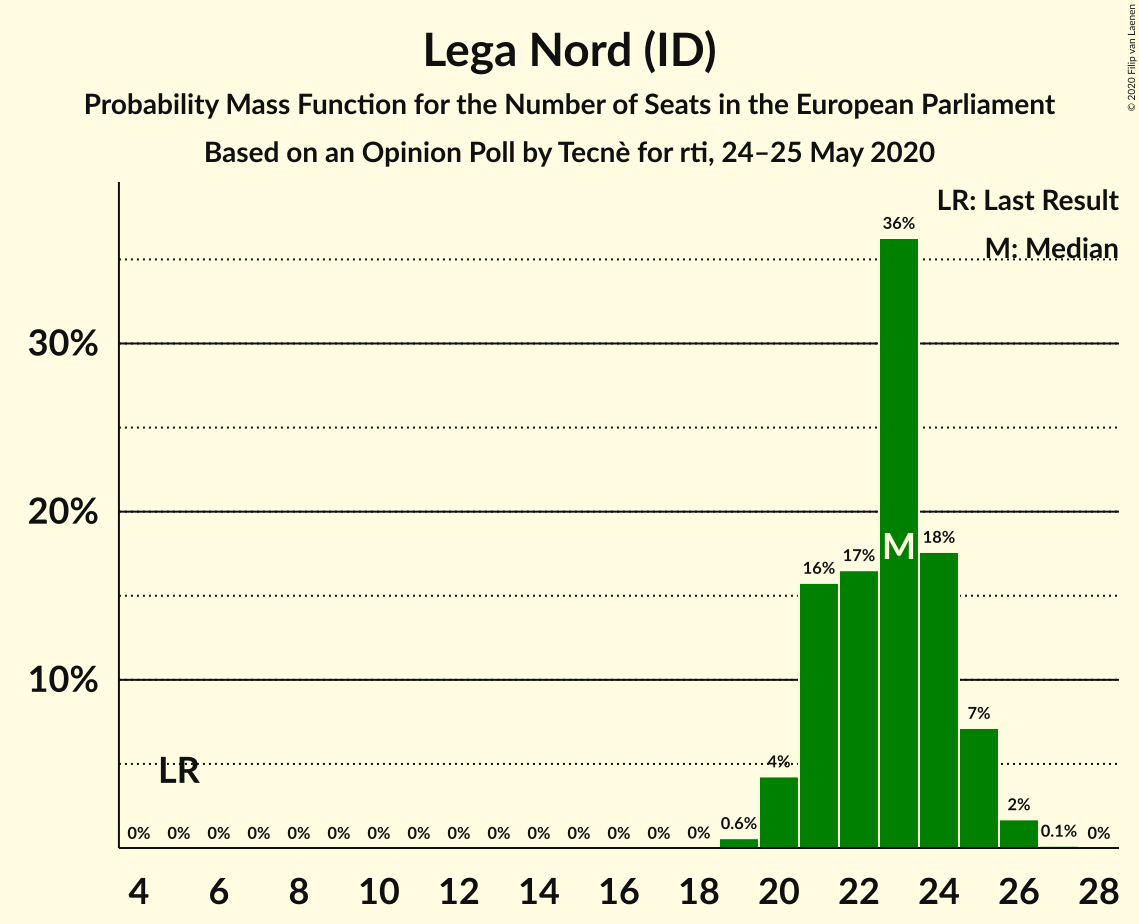 © 2020 Filip van Laenen
Lega Nord (ID)
Probability Mass Function for the Number of Seats in the European Parliament
Based on an Opinion Poll by Tecnè for rti, 24–25 May 2020
LR: Last Result
M: Median
36%
30%
20%
M
18%
17%
16%
10%
7%
LR
4%
2%
0% 0% 0% 0% 0% 0% 0% 0% 0% 0% 0% 0% 0% 0% 0% 0.6% 0.1% 0%
4 6 8 10 12 14 16 18 20 22 24 26 28